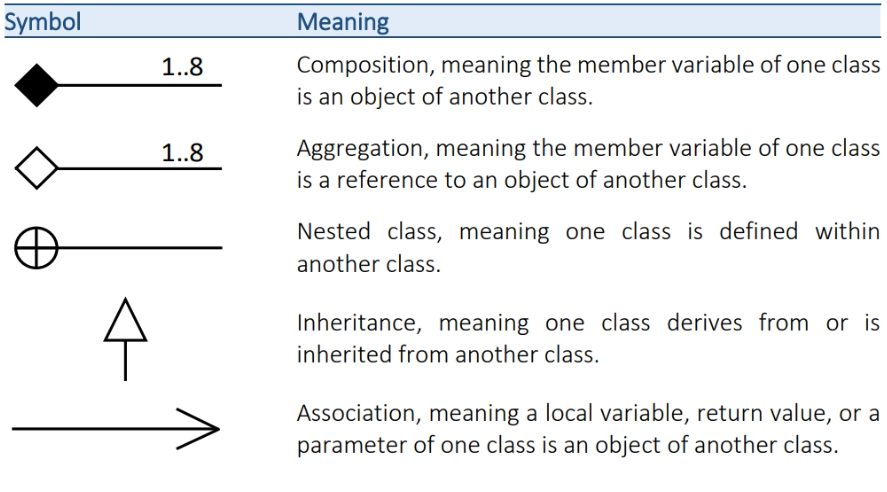 Symbol Meaning
1..8 Composition, meaning the member variable of one class
is an object of another class.
1..8 Aggregation, meaning the member variable of one class
is a reference to an object of another class.
Nested class, meaning one class is defined within
another class.
Inheritance, meaning one class derives from or is
inherited from another class.
Association, meaning a local variable, return value, or a
parameter of one class is an object of another class.